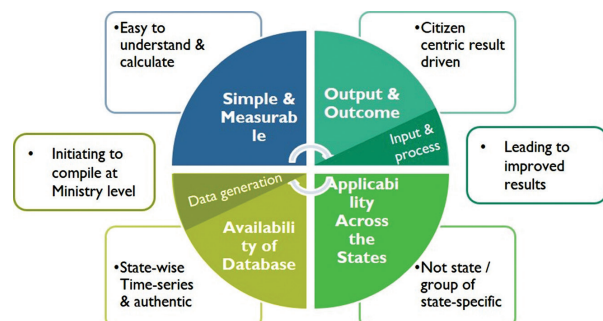 •Easy to
understand &
calculate
•Citizen
centric result
driven
Simple &
Measurab
le
Output &
Outcome
Input &
process
• Initiating to
compile at
Ministry level
• Leading to
improved
results
Data generation
Availabili
ty of
Database
Applicabi
lity
Across
the
States
•State-wise
Time-series
& authentic
•Not state /
group of
state-specific